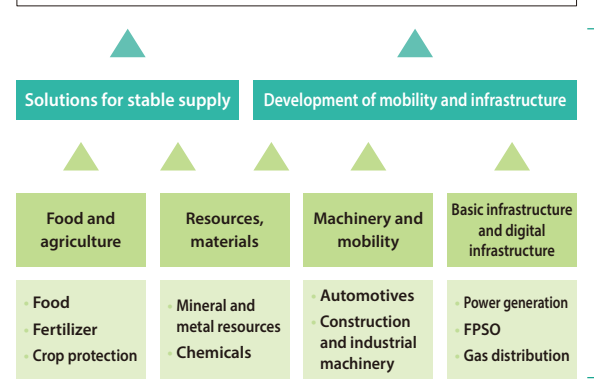 Solutions for stable supply
Development of mobility and infrastructure
Food and
agriculture
Resources,
materials
Machinery and
mobility
Basic infrastructure
and digital
infrastructure
• Food
• Fertilizer
• Crop protection
• Mineral and
metal resources
• Chemicals
• Automotives
• Construction
and industrial
machinery
• Power generation
• FPSO
• Gas distribution